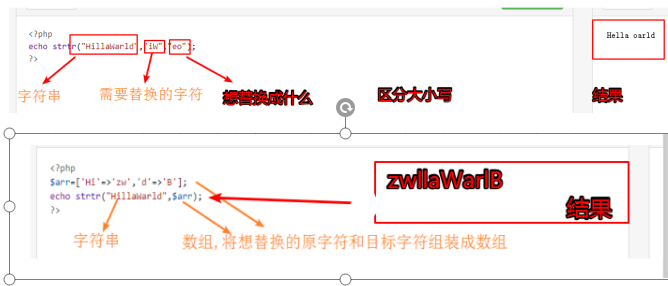 <?php
echo strtr("HillaWarld","iW","eo");
?>
Hella oarld
字符串
需要替换的字符
想替换成什么
区分大小写
结果
<?php
$arr=['Hi'=>'zw','d'=>'B'];
echo strtr("HillaWarld",$arr);
?>
zwllaWarlB
结果
字符串
数组,将想替换的原字符和目标字符组装成数组